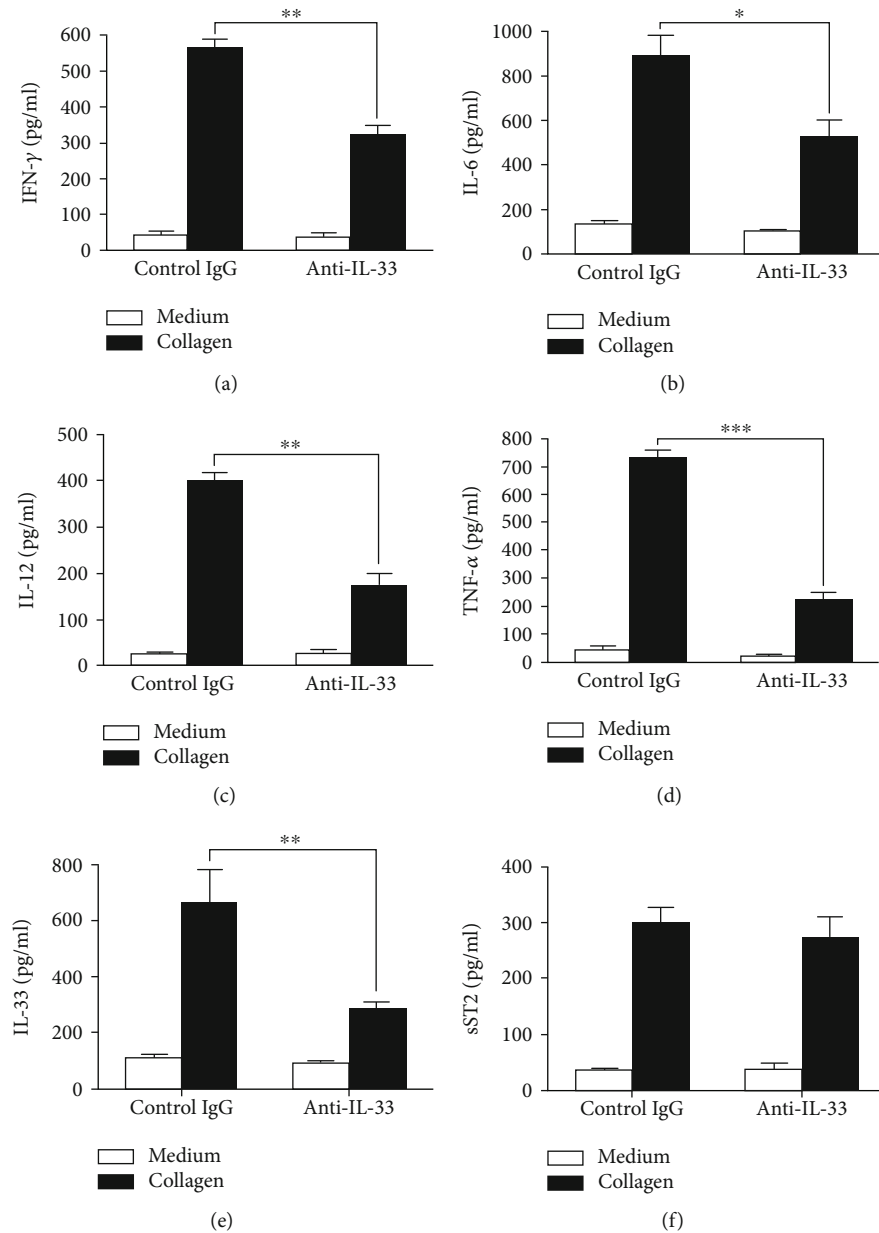 **
600
500
400
300
200
100
0
IFN-γ (pg/ml)
Control IgG Anti-IL-33
Medium
Collagen
(a)
*
1000
800
600
400
200
0
IL-6 (pg/ml)
Control IgG Anti-IL-33
Medium
Collagen
(b)
**
500
400
300
200
100
0
IL-12 (pg/ml)
Control IgG Anti-IL-33
Medium
Collagen
(c)
***
800
700
600
500
400
300
200
100
0
TNF-α (pg/ml)
Control IgG Anti-IL-33
Medium
Collagen
(d)
**
800
600
400
200
0
IL-33 (pg/ml)
Control IgG Anti-IL-33
Medium
Collagen
(e)
400
300
200
100
0
sST2 (pg/ml)
Control IgG Anti-IL-33
Medium
Collagen
(f)